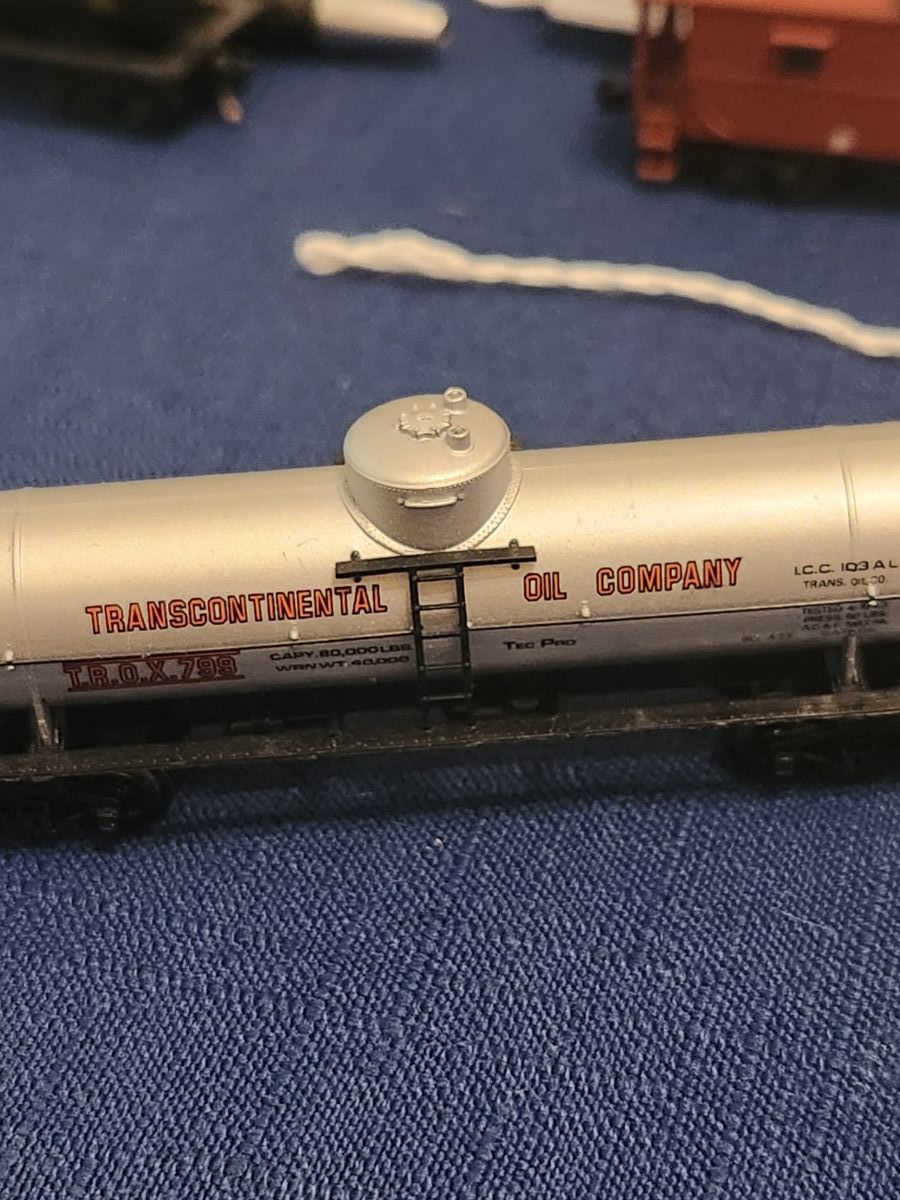 TRANSCONTINENTAL OIL COMPANY
T.R.O.X.799
CAPY. 80,000 LBS.
WRN WT. 40,000
TEC PRO
I.C.C. 103 A L
TRANS. OIL CO.